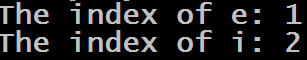 The index of e: 1
The index of i: 2